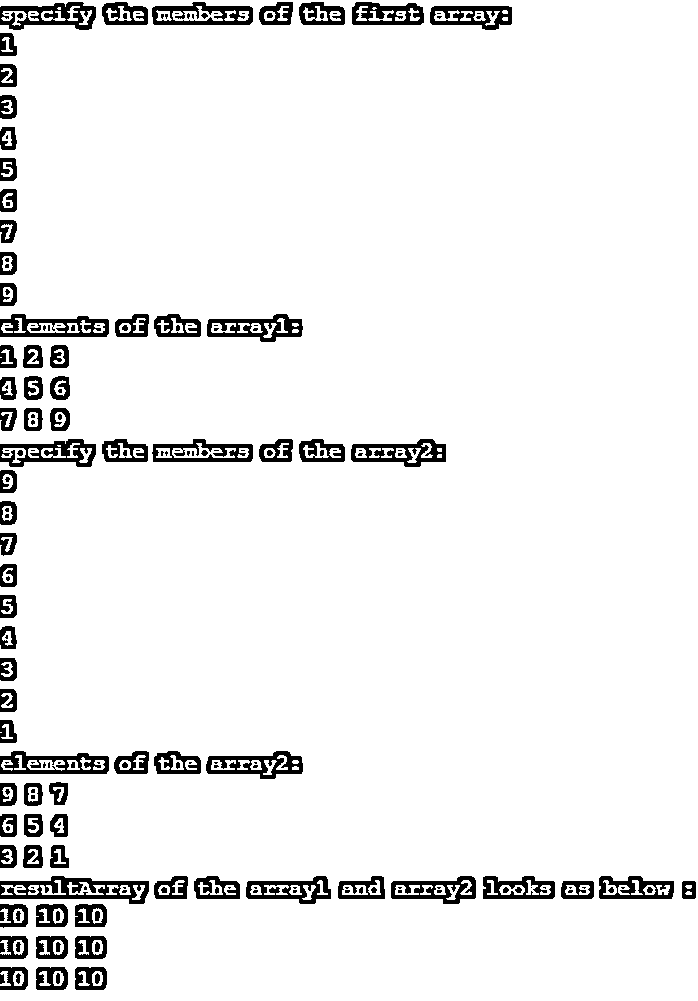 specify the members of the first array:
1
2
3
4
5
6
7
8
9
elements of the array1:
1 2 3
4 5 6
7 8 9
specify the members of the array2:
9
8
7
6
5
4
3
2
1
elements of the array2:
9 8 7
6 5 4
3 2 1
resultArray of the array1 and array2 looks as below :
10 10 10
10 10 10
10 10 10